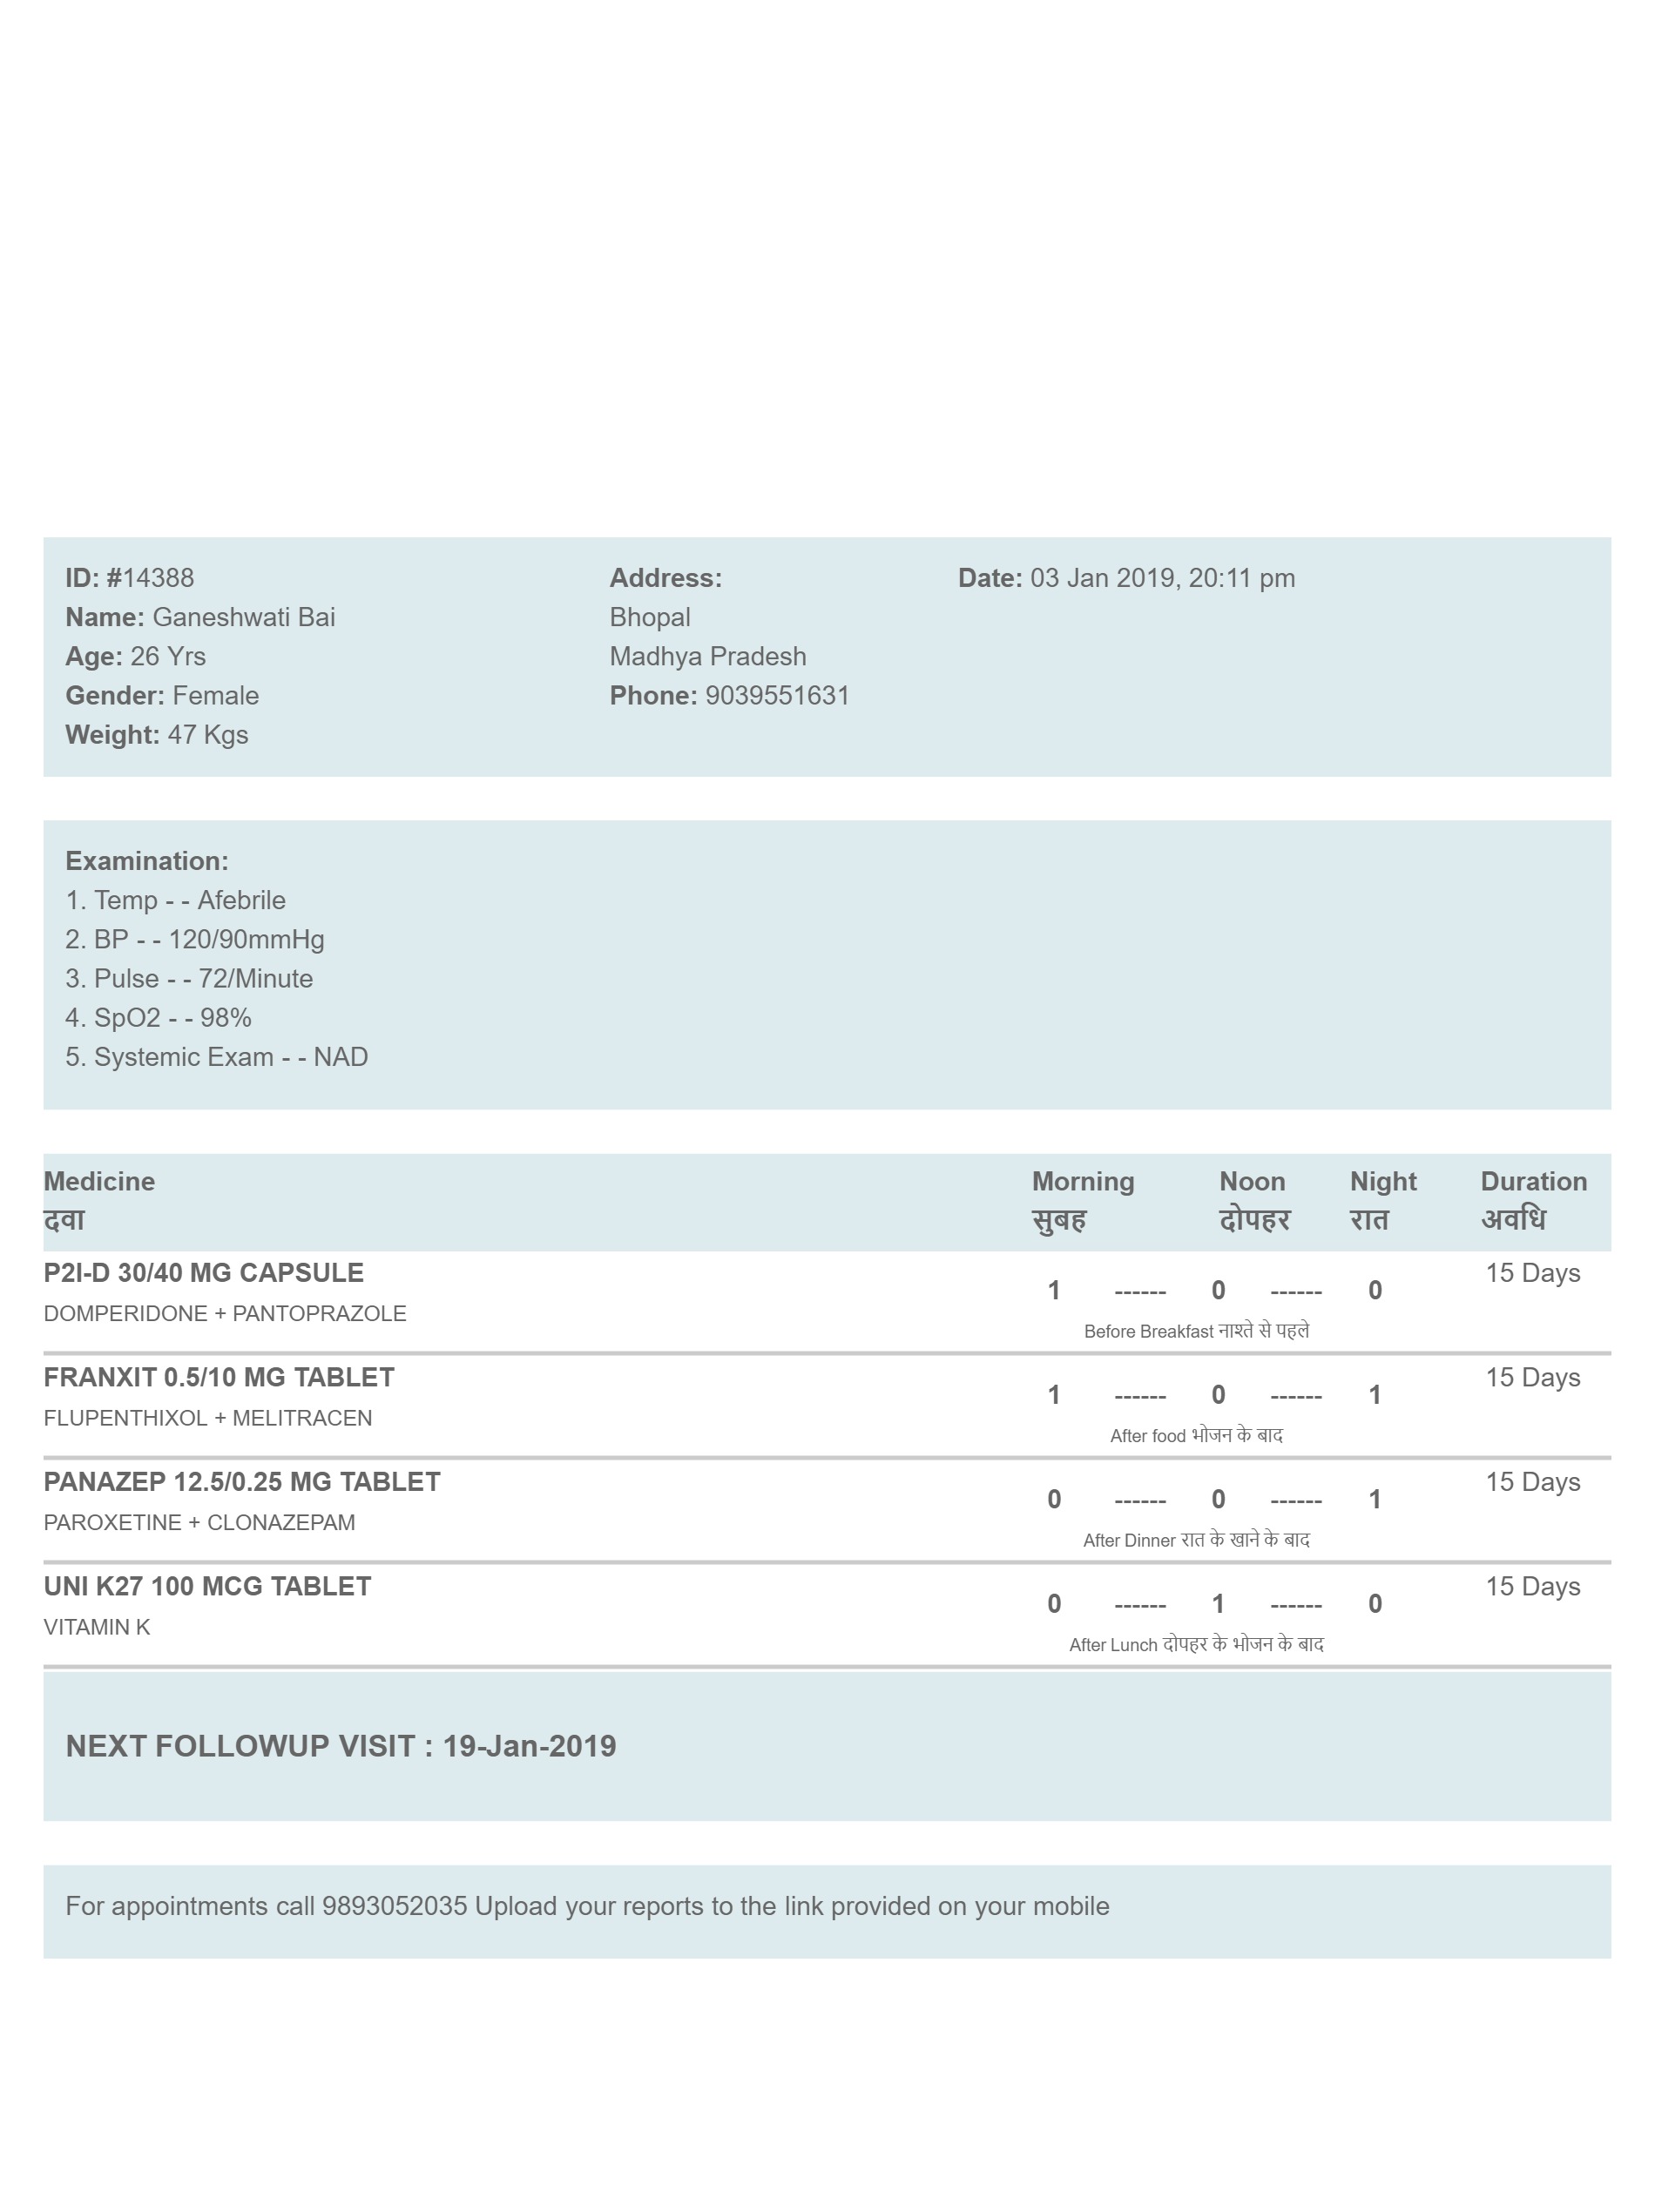 ID: #14388
Name: Ganeshwati Bai
Age: 26 Yrs
Gender: Female
Weight: 47 Kgs
Address:
Bhopal
Madhya Pradesh
Phone: 9039551631
Date: 03 Jan 2019, 20:11 pm
Examination:
1. Temp - - Afebrile
2. BP - - 120/90mmHg
3. Pulse - - 72/Minute
4. SpO2 - - 98%
5. Systemic Exam - - NAD
Medicine Morning Noon Night Duration
दवा सुबह दोपहर रात अवधि
P2I-D 30/40 MG CAPSULE 1 ------ 0 ------ 0 15 Days
DOMPERIDONE + PANTOPRAZOLE Before Breakfast नाश्ते से पहले
FRANXIT 0.5/10 MG TABLET 1 ------ 0 ------ 1 15 Days
FLUPENTHIXOL + MELITRACEN After food भोजन के बाद
PANAZEP 12.5/0.25 MG TABLET 0 ------ 0 ------ 1 15 Days
PAROXETINE + CLONAZEPAM After Dinner रात के खाने के बाद
UNI K27 100 MCG TABLET 0 ------ 1 ------ 0 15 Days
VITAMIN K After Lunch दोपहर के भोजन के बाद
NEXT FOLLOWUP VISIT : 19-Jan-2019
For appointments call 9893052035 Upload your reports to the link provided on your mobile